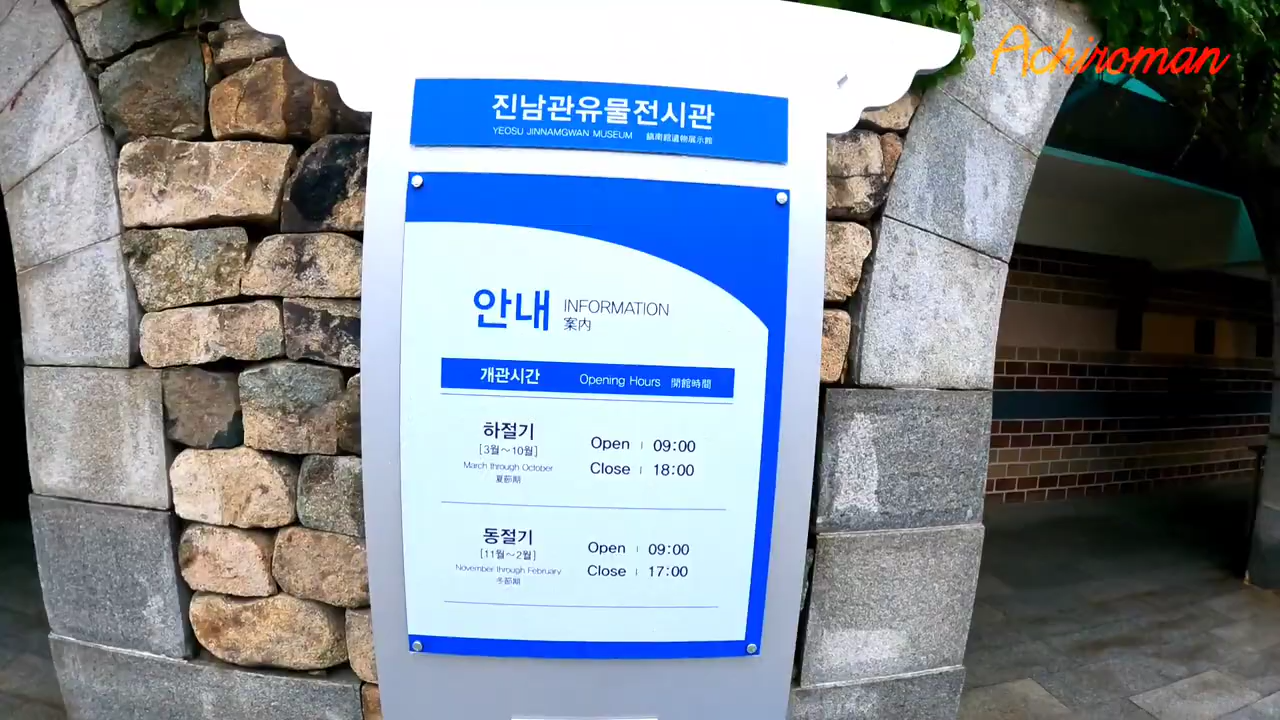 Achiroman
진남관유물전시관
YEOSU JINNAMGWAN MUSEUM 鎭南館遺物展示館
안내 INFORMATION
案內
개관시간 Opening Hours 開館時間
하절기
[3월～10월]
March through October
夏節期
Open | 09:00
Close | 18:00
동절기
[11월～2월]
November through February
冬節期
Open | 09:00
Close | 17:00